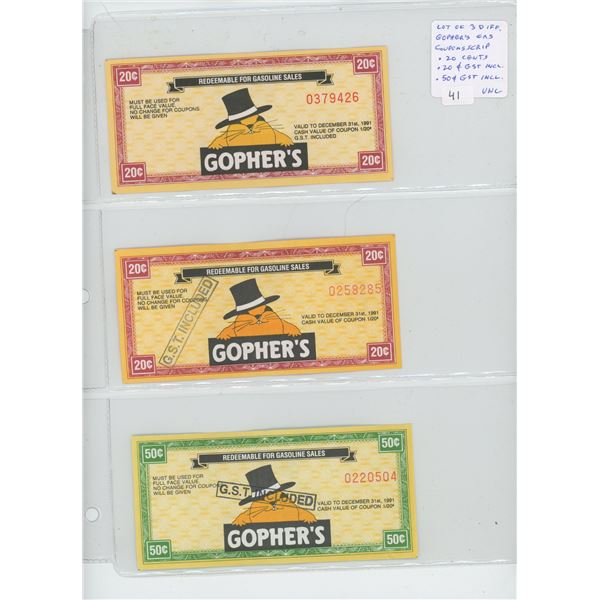 LOT OF 3 DIFF.
GOPHER'S GAS
COUPONS SCRIP
• 20 CENTS
• 20 ¢ GST INCL.
• 50¢ GST INCL.
41 UNC
20¢ 20¢
REDEEMABLE FOR GASOLINE SALES
0379426
MUST BE USED FOR
FULL FACE VALUE
NO CHANGE FOR COUPONS
WILL BE GIVEN
VALID TO DECEMBER 31st, 1991
CASH VALUE OF COUPON 1/20¢
G.S.T. INCLUDED
GOPHER'S
20¢ 20¢
20¢ 20¢
REDEEMABLE FOR GASOLINE SALES
0258285
MUST BE USED FOR
FULL FACE VALUE
NO CHANGE FOR COUPONS
WILL BE GIVEN
G.S.T. INCLUDED
VALID TO DECEMBER 31st, 1991
CASH VALUE OF COUPON 1/20¢
GOPHER'S
20¢ 20¢
50¢ 50¢
REDEEMABLE FOR GASOLINE SALES
0220504
MUST BE USED FOR
FULL FACE VALUE
NO CHANGE FOR COUPONS
WILL BE GIVEN
G.S.T. INCLUDED
VALID TO DECEMBER 31st, 1991
CASH VALUE OF COUPON 1/20¢
GOPHER'S
50¢ 50¢